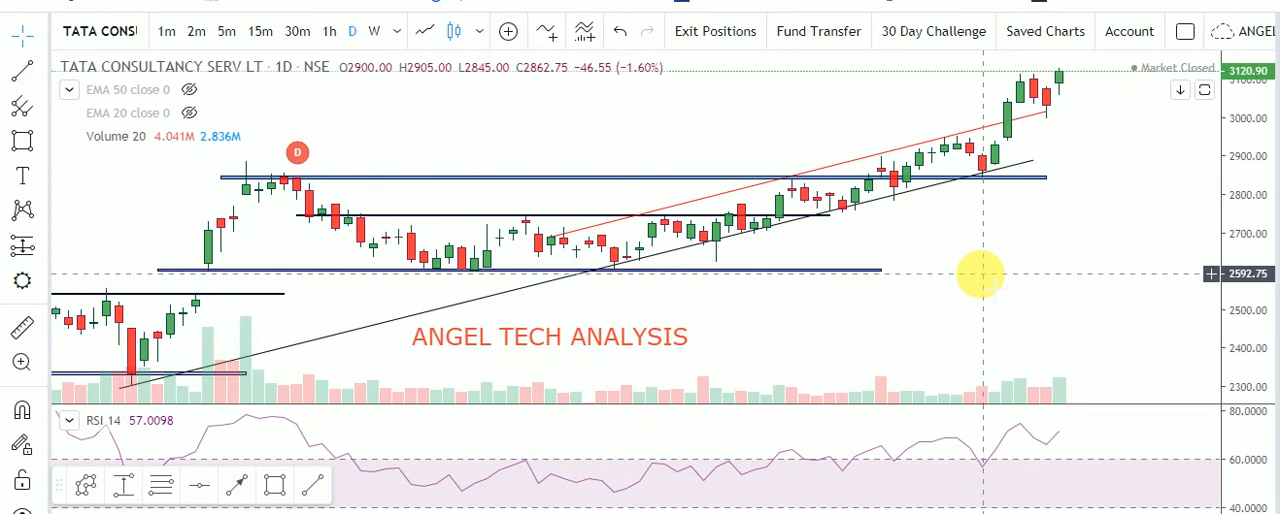 TATA CONSU 1m 2m 5m 15m 30m 1h D W Exit Positions Fund Transfer 30 Day Challenge Saved Charts Account ANGEL
TATA CONSULTANCY SERV LT · 1D · NSE O2900.00 H2905.00 L2845.00 C2862.75 −46.55 (−1.60%) Market Closed
3120.90
EMA 50 close 0
EMA 20 close 0
Volume 20 4.041M 2.836M
3000.00
D
2900.00
2800.00
2700.00
2592.75
2500.00
ANGEL TECH ANALYSIS
2400.00
2300.00
80.0000
RSI 14 57.0098
60.0000
40.0000
T